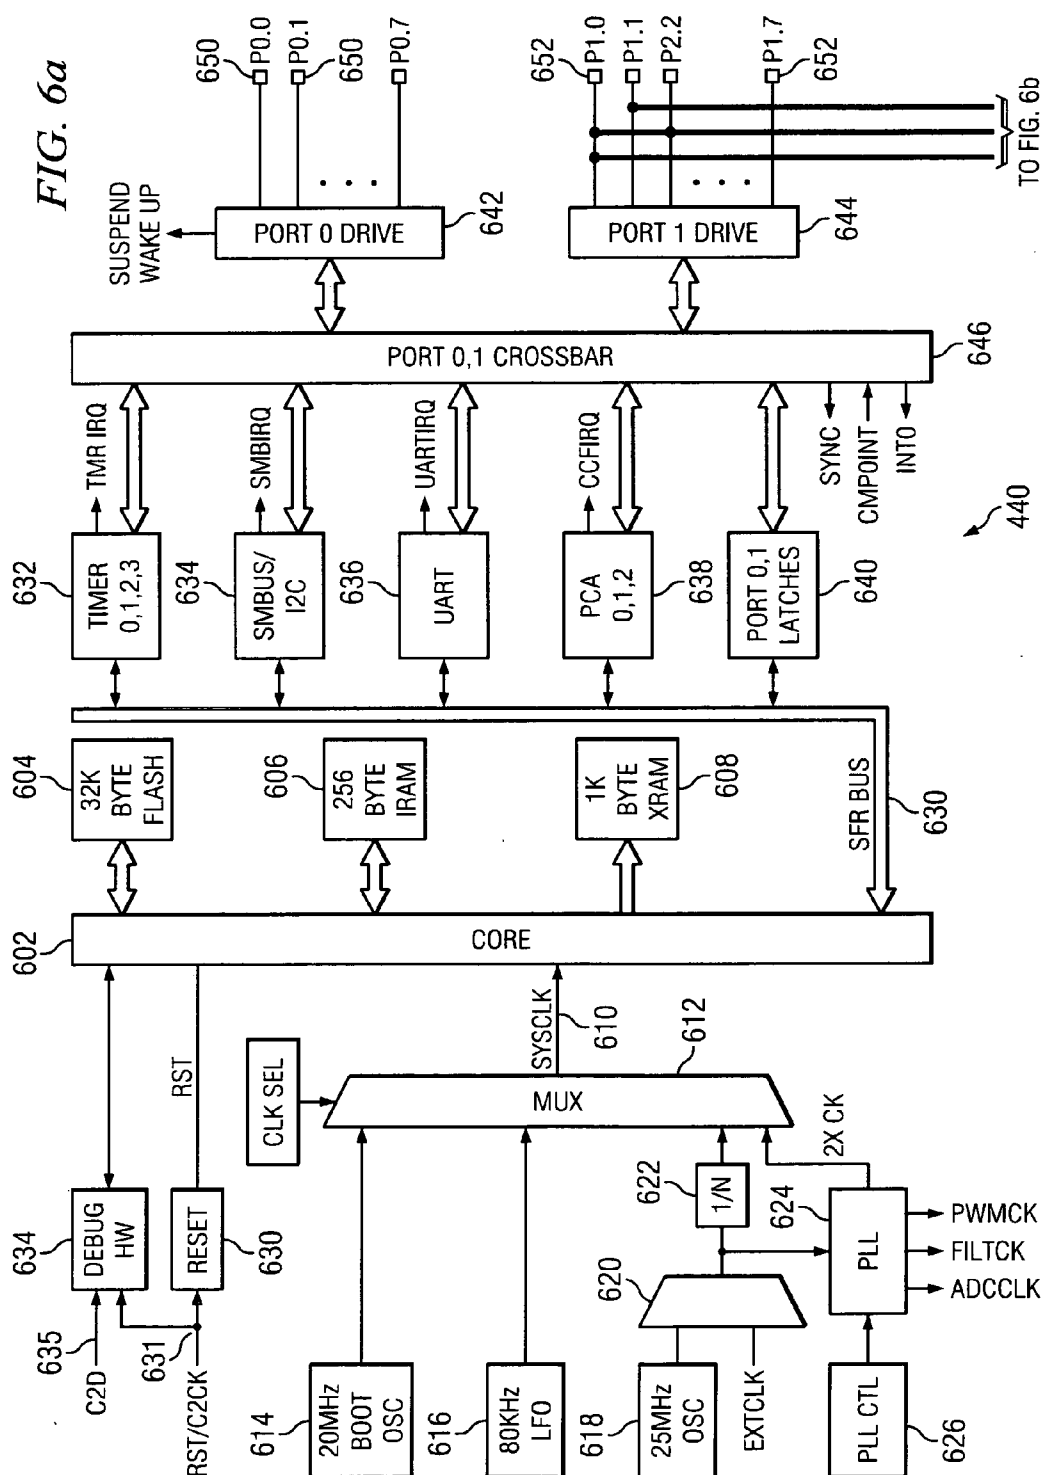 FIG. 6a
RST/C2CK
C2D
635
631
634
DEBUG
HW
RESET
630
RST
614
20MHz
BOOT
OSC
616
80KHz
LFO
618
25MHz
OSC
EXTCLK
620
622
1/N
626
PLL CTL
624
PLL
2X CK
PWMCK
FILTCK
ADCCLK
CLK SEL
MUX
612
SYSCLK
610
602
CORE
604
32K
BYTE
FLASH
606
256
BYTE
IRAM
608
1K
BYTE
XRAM
SFR BUS
630
632
TIMER
0,1,2,3
TMR IRQ
634
SMBUS/
I2C
SMBIRQ
636
UART
UARTIRQ
638
PCA
0,1,2
CCFIRQ
640
PORT 0,1
LATCHES
SYNC
CMPOINT
INTO
PORT 0,1 CROSSBAR
646
440
SUSPEND
WAKE UP
PORT 0 DRIVE
642
650
P0.0
P0.1
650
P0.7
PORT 1 DRIVE
644
652
P1.0
P1.1
P2.2
P1.7
652
TO FIG. 6b